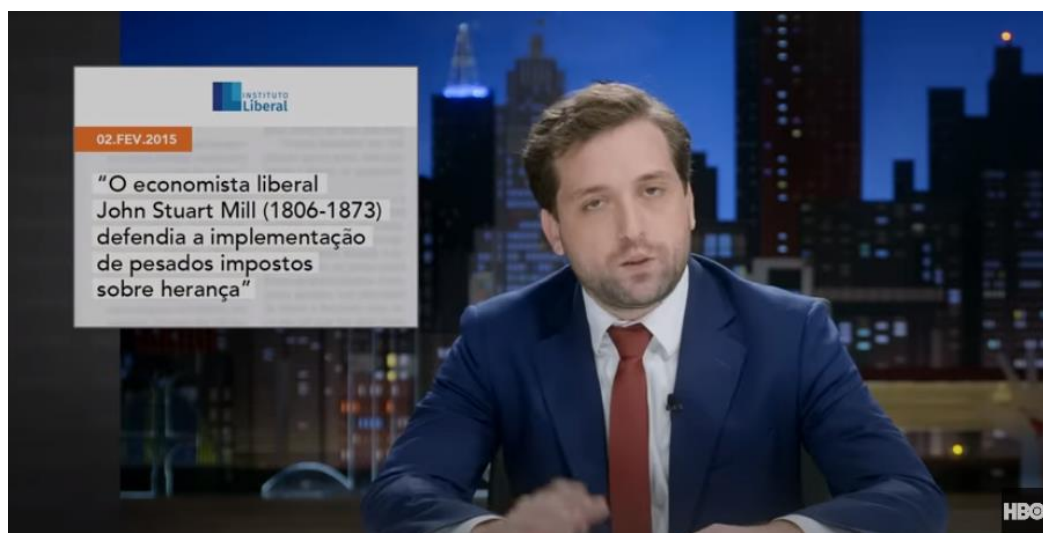 INSTITUTO
Liberal
02.FEV.2015
“O economista liberal
John Stuart Mill (1806-1873)
defendia a implementação
de pesados impostos
sobre herança”
HBO